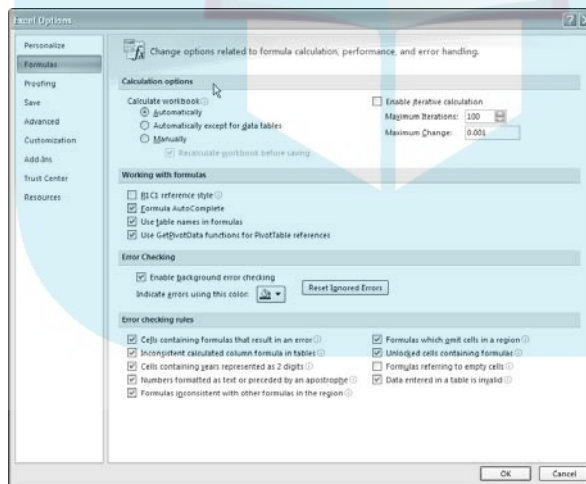 Excel Options
Personalize
Formulas
Proofing
Save
Advanced
Customization
Add-Ins
Trust Center
Resources
Change options related to formula calculation, performance, and error handling.
Calculation options
Calculate workbook
Automatically
Automatically except for data tables
Manually
Recalculate workbook before saving
Enable iterative calculation
Maximum Iterations: 100
Maximum Change: 0.001
Working with formulas
R1C1 reference style
Formula AutoComplete
Use table names in formulas
Use GetPivotData functions for PivotTable references
Error Checking
Enable background error checking
Indicate errors using this color:
Reset Ignored Errors
Error checking rules
Cells containing formulas that result in an error
Inconsistent calculated column formula in tables
Cells containing years represented as 2 digits
Numbers formatted as text or preceded by an apostrophe
Formulas inconsistent with other formulas in the region
Formulas which omit cells in a region
Unlocked cells containing formulas
Formulas referring to empty cells
Data entered in a table is invalid
OK
Cancel